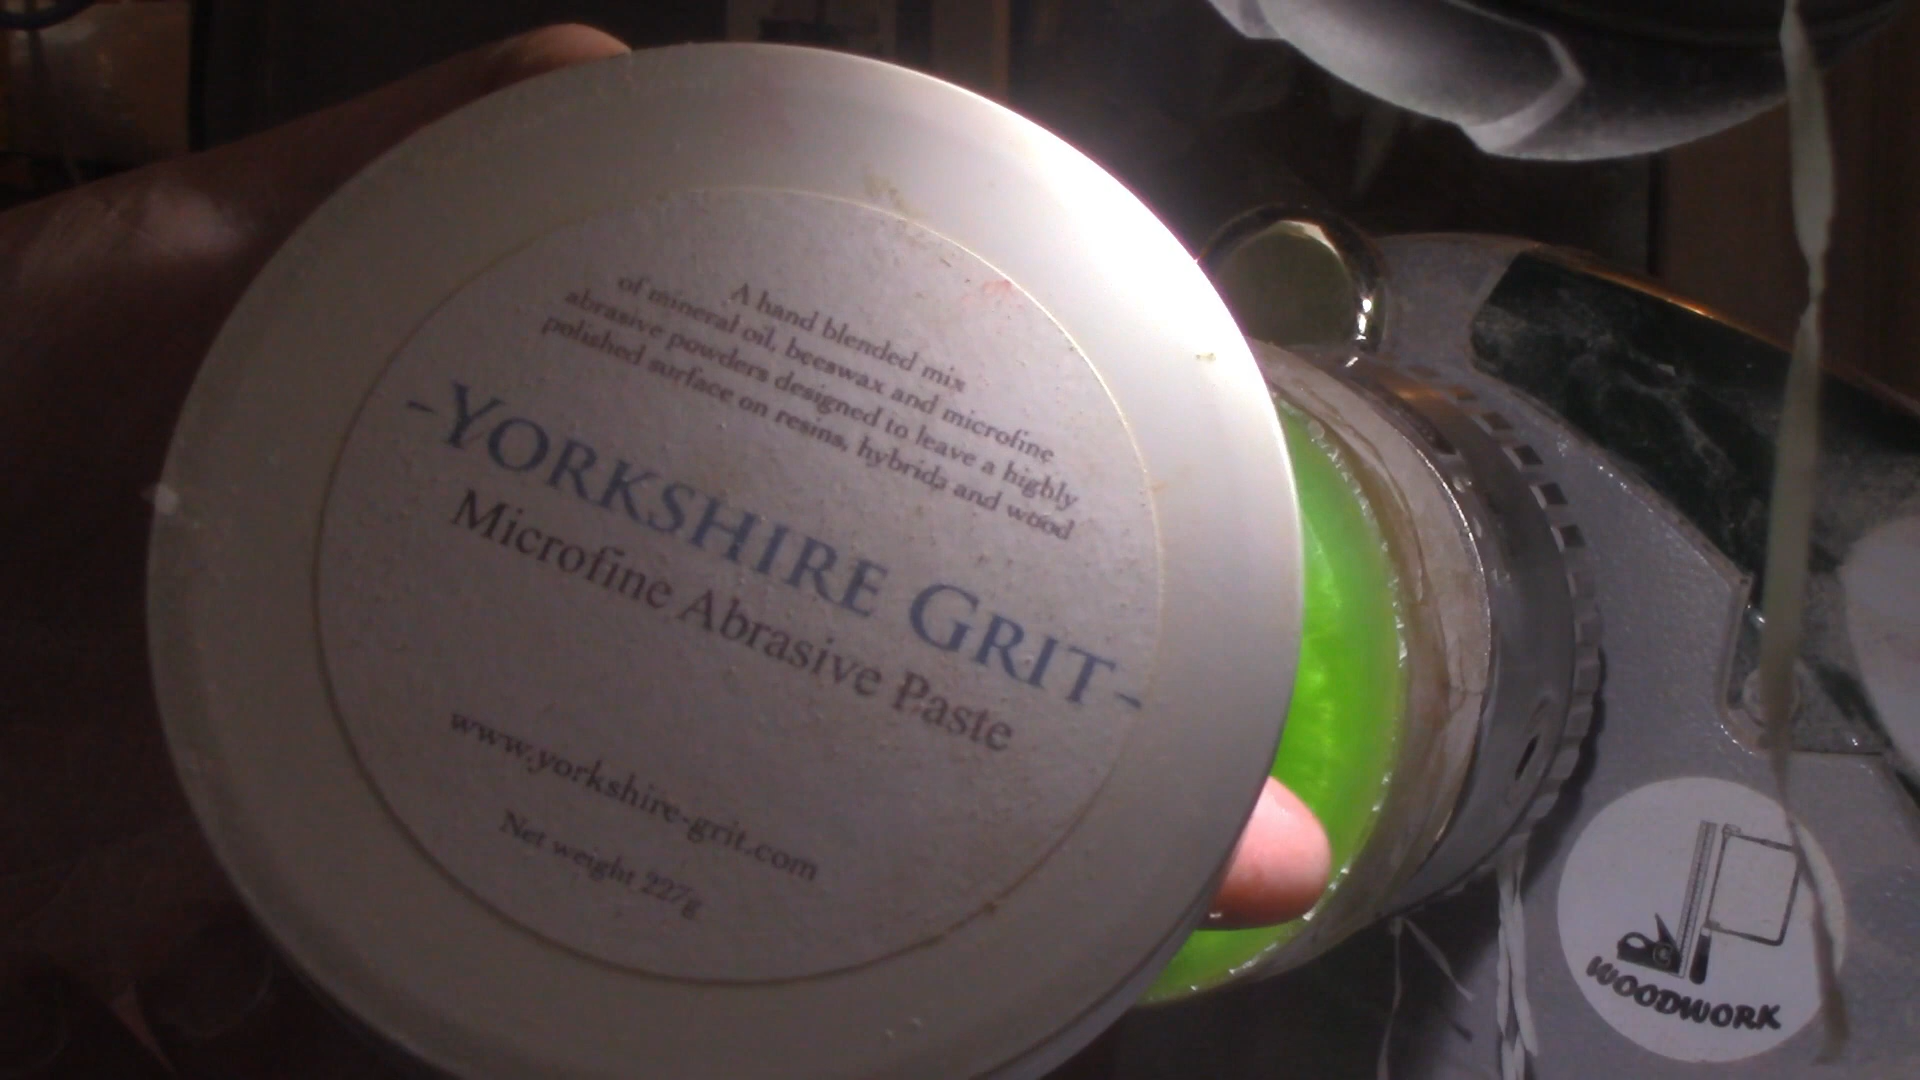 A hand blended mix
of mineral oil, beeswax and microfine
abrasive powders designed to leave a highly
polished surface on resins, hybrids and wood
-YORKSHIRE GRIT-
Microfine Abrasive Paste
www.yorkshire-grit.com
Net weight 227g
WOODWORK